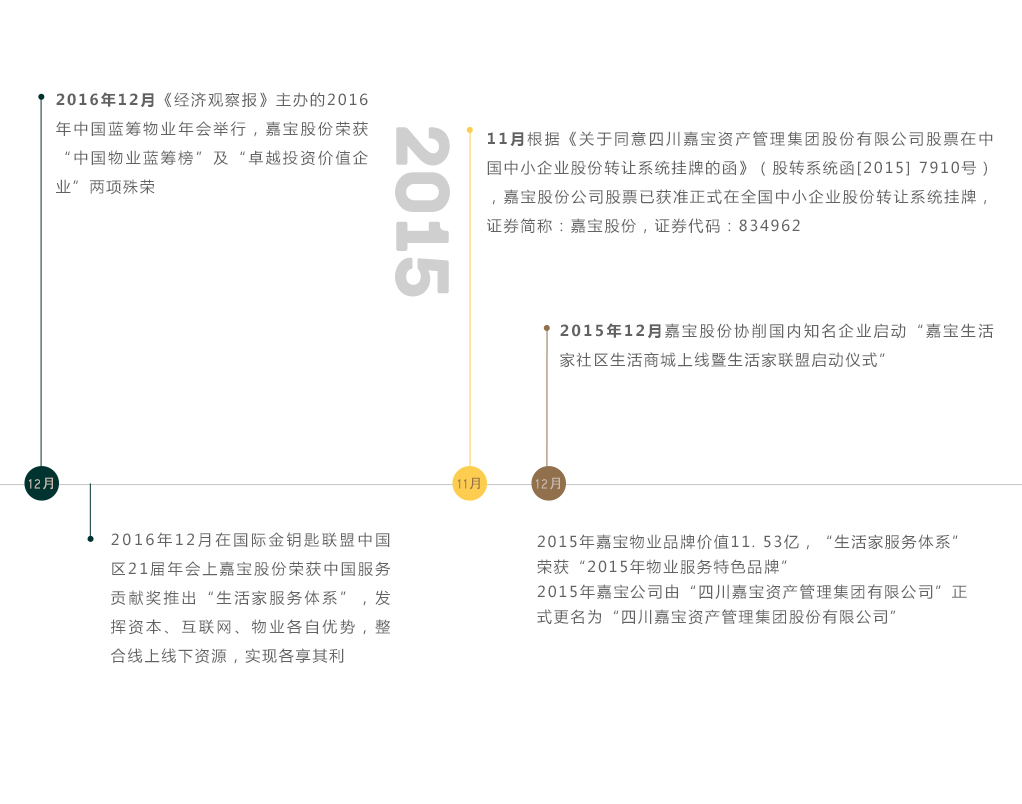 2016年12月《经济观察报》主办的2016
年中国蓝筹物业年会举行，嘉宝股份荣获
“中国物业蓝筹榜”及“卓越投资价值企
业”两项殊荣
2015
11月根据《关于同意四川嘉宝资产管理集团股份有限公司股票在中
国中小企业股份转让系统挂牌的函》（股转系统函[2015] 7910号）
，嘉宝股份公司股票已获准正式在全国中小企业股份转让系统挂牌，
证券简称：嘉宝股份，证券代码：834962
2015年12月嘉宝股份协削国内知名企业启动“嘉宝生活
家社区生活商城上线暨生活家联盟启动仪式”
12月
11月
12月
2016年12月在国际金钥匙联盟中国
区21届年会上嘉宝股份荣获中国服务
贡献奖推出“生活家服务体系”，发
挥资本、互联网、物业各自优势，整
合线上线下资源，实现各享其利
2015年嘉宝物业品牌价值11. 53亿，“生活家服务体系”
荣获“2015年物业服务特色品牌”
2015年嘉宝公司由“四川嘉宝资产管理集团有限公司”正
式更名为“四川嘉宝资产管理集团股份有限公司”